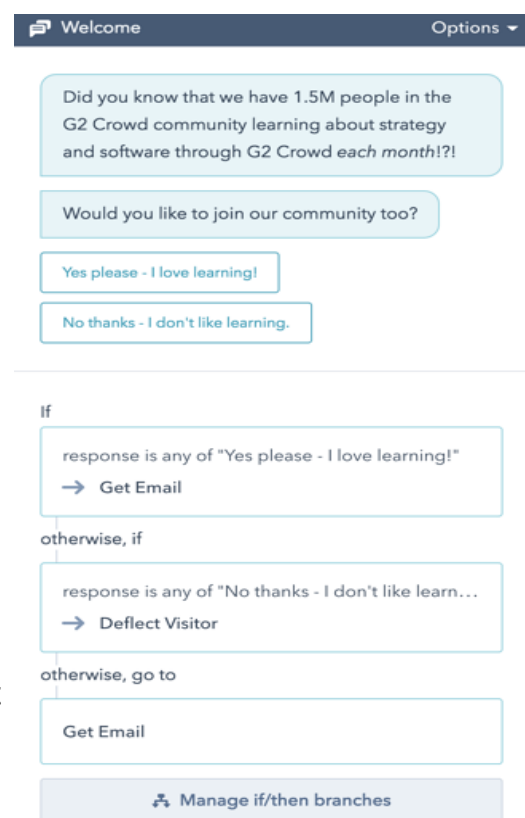 Welcome
Options
Did you know that we have 1.5M people in the
G2 Crowd community learning about strategy
and software through G2 Crowd each month!?!
Would you like to join our community too?
Yes please - I love learning!
No thanks - I don't like learning.
If
response is any of "Yes please - I love learning!"
→ Get Email
otherwise, if
response is any of "No thanks - I don't like learn...
→ Deflect Visitor
otherwise, go to
Get Email
Manage if/then branches